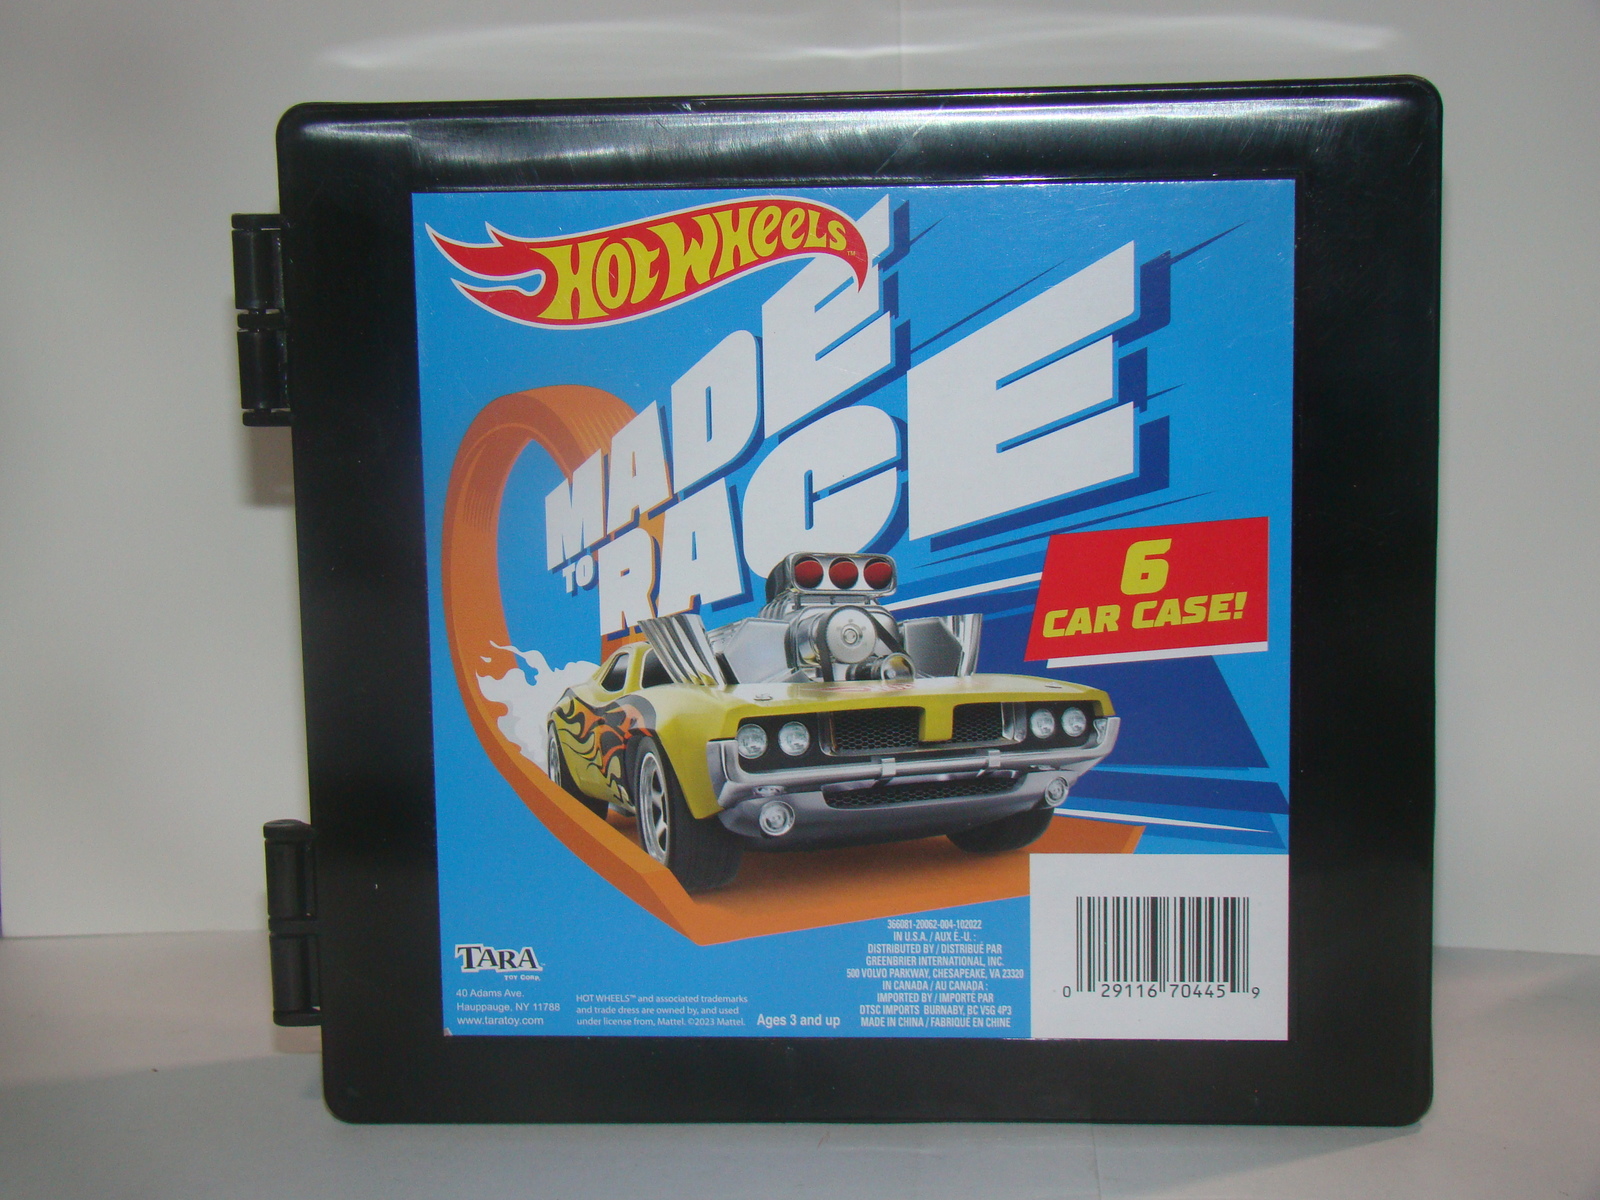 HOT WHEELS™
MADE
TO RACE
6
CAR CASE!
TARA
TOY CORP.
40 Adams Ave.
Hauppauge, NY 11788
www.taratoy.com
HOT WHEELS™ and associated trademarks
and trade dress are owned by, and used
under license from, Mattel. ©2023 Mattel.
Ages 3 and up
366081-20062-004-102022
IN U.S.A. / AUX É.-U. :
DISTRIBUTED BY / DISTRIBUÉ PAR
GREENBRIER INTERNATIONAL, INC.
500 VOLVO PARKWAY, CHESAPEAKE, VA 23320
IN CANADA / AU CANADA :
IMPORTED BY / IMPORTÉ PAR
DTSC IMPORTS BURNABY, BC V5G 4P3
MADE IN CHINA / FABRIQUÉ EN CHINE
0 29116 70445 9